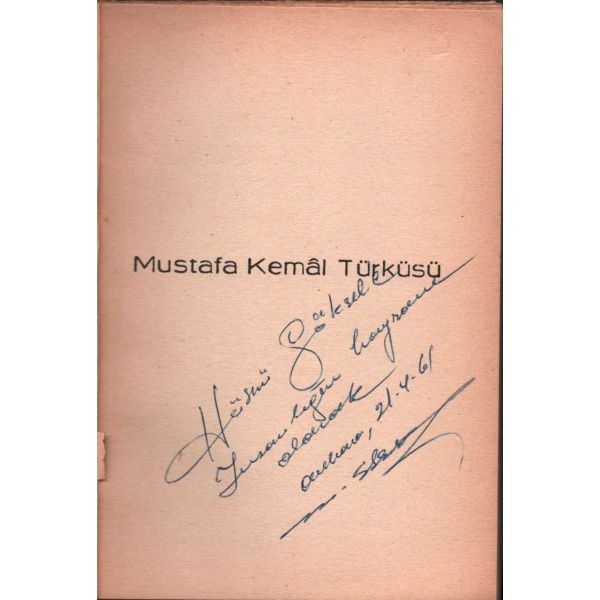 Mustafa Kemâl Türküsü
Hüsnü Göksel'e
İnsanlığın hayranı
olarak
Ankara, 21-4-61